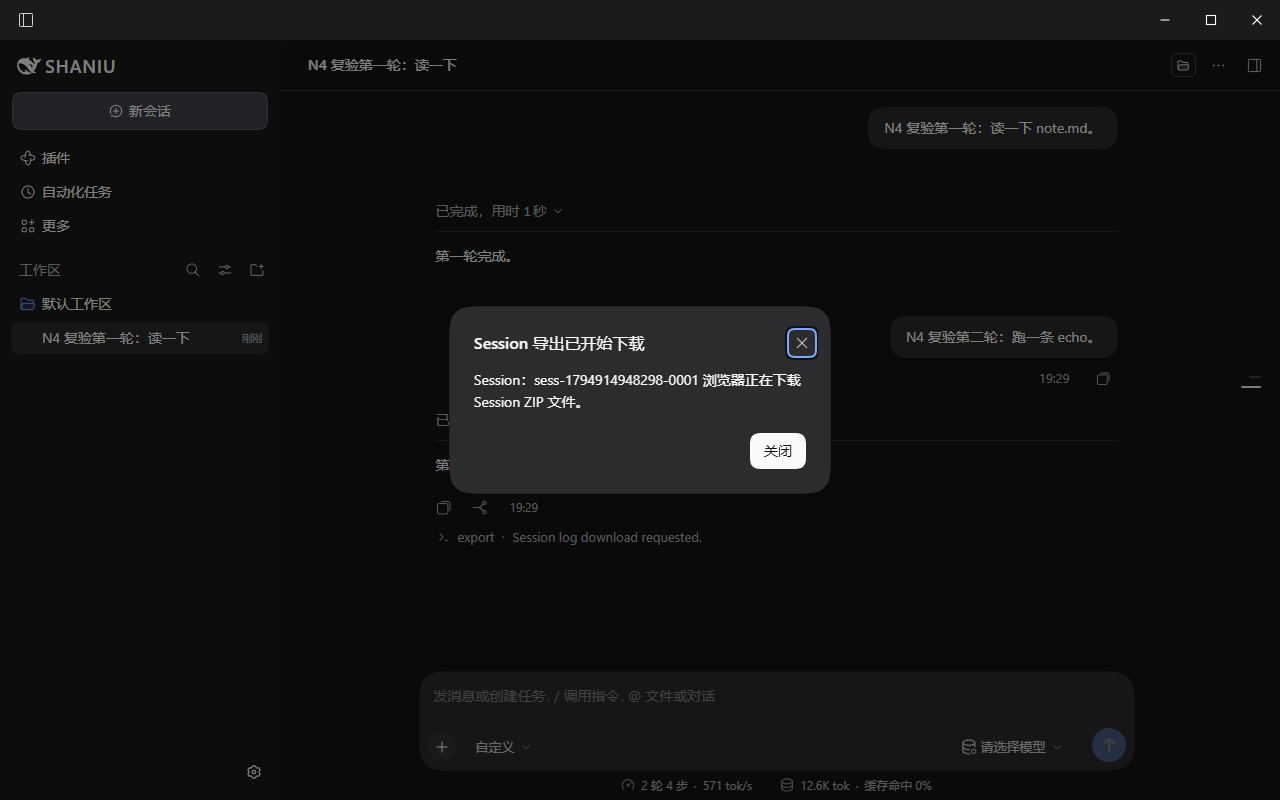 SHANIU
新会话
插件
自动化任务
更多
工作区
默认工作区
N4 复验第一轮：读一下 刚刚
N4 复验第一轮：读一下
N4 复验第一轮：读一下 note.md。
已完成，用时 1 秒
第一轮完成。
N4 复验第二轮：跑一条 echo。
19:29
已
第
Session 导出已开始下载
Session：sess-1794914948298-0001 浏览器正在下载
Session ZIP 文件。
关闭
19:29
export · Session log download requested.
发消息或创建任务, / 调用指令, @ 文件或对话
自定义
请选择模型
2 轮 4 步 · 571 tok/s
12.6K tok · 缓存命中 0%